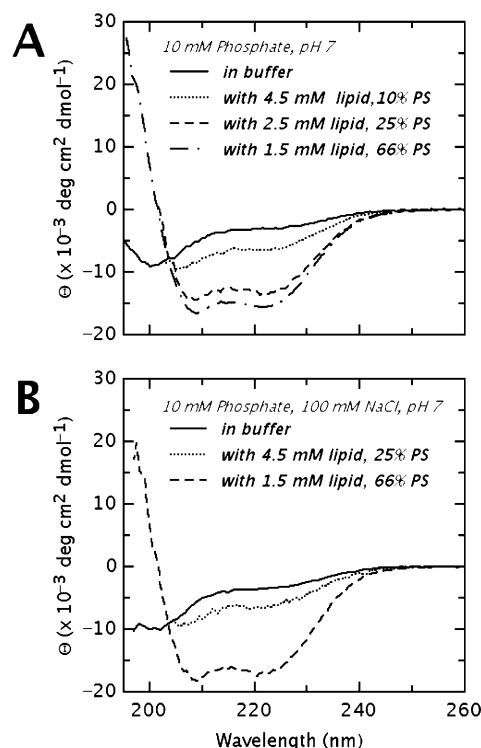 A
10 mM Phosphate, pH 7
in buffer
with 4.5 mM lipid, 10% PS
with 2.5 mM lipid, 25% PS
with 1.5 mM lipid, 66% PS
30
20
10
0
−10
−20
Θ (x 10⁻³ deg cm² dmol⁻¹)
B
10 mM Phosphate, 100 mM NaCl, pH 7
in buffer
with 4.5 mM lipid, 25% PS
with 1.5 mM lipid, 66% PS
30
20
10
0
−10
−20
Θ (x 10⁻³ deg cm² dmol⁻¹)
200 220 240 260
Wavelength (nm)